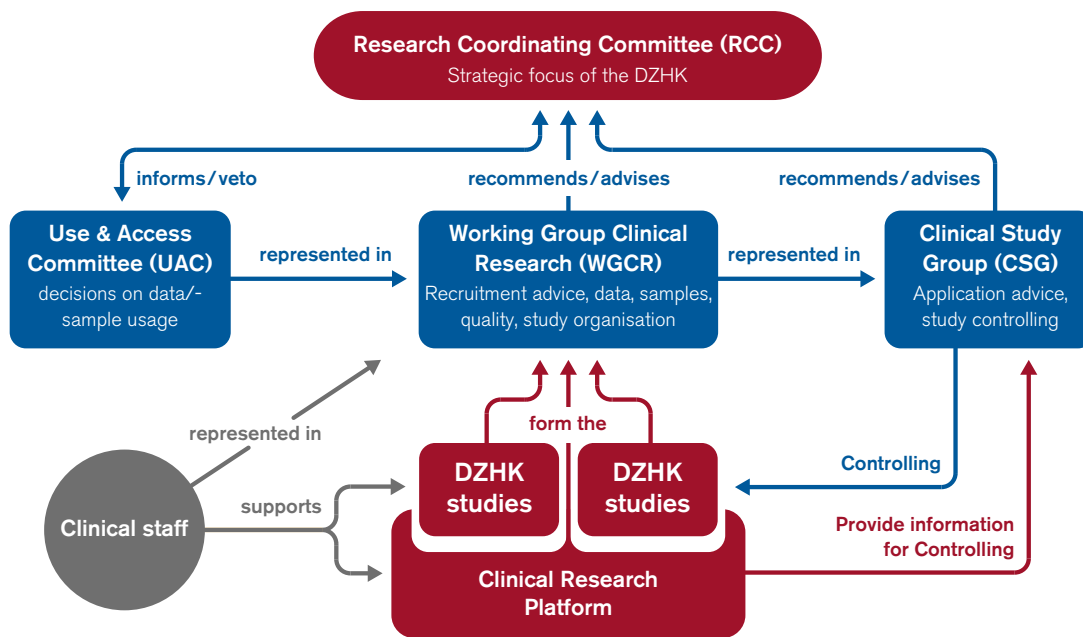 Research Coordinating Committee (RCC)
Strategic focus of the DZHK
informs/veto
recommends/advises
recommends/advises
Use & Access
Committee (UAC)
decisions on data/-
sample usage
represented in
Working Group Clinical
Research (WGCR)
Recruitment advice, data, samples,
quality, study organisation
represented in
Clinical Study
Group (CSG)
Application advice,
study controlling
represented in
form the
Clinical staff
supports
DZHK
studies
DZHK
studies
Controlling
Provide information
for Controlling
Clinical Research
Platform